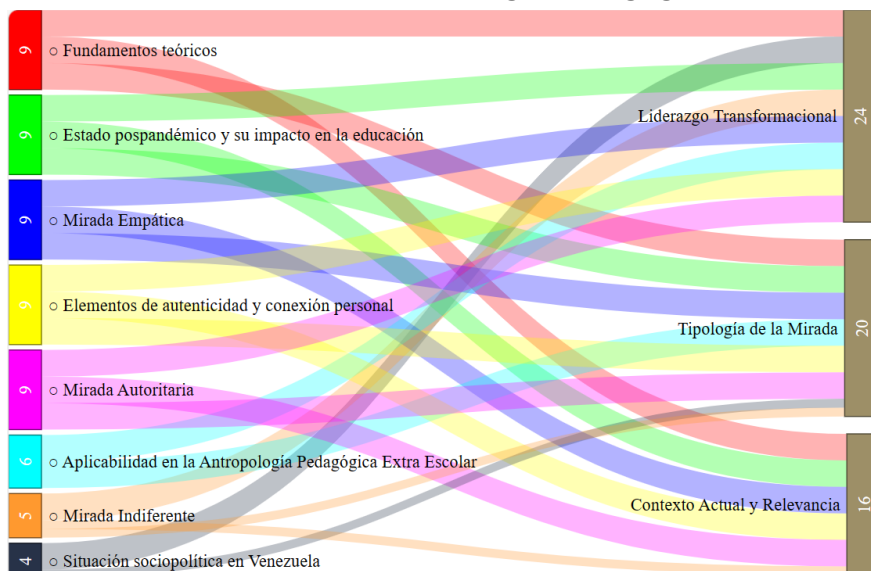 9 ○ Fundamentos teóricos
9 ○ Estado pospandémico y su impacto en la educación
9 ○ Mirada Empática
9 ○ Elementos de autenticidad y conexión personal
9 ○ Mirada Autoritaria
6 ○ Aplicabilidad en la Antropología Pedagógica Extra Escolar
5 ○ Mirada Indiferente
4 ○ Situación sociopolítica en Venezuela
Liderazgo Transformacional 24
Tipología de la Mirada 20
Contexto Actual y Relevancia 16